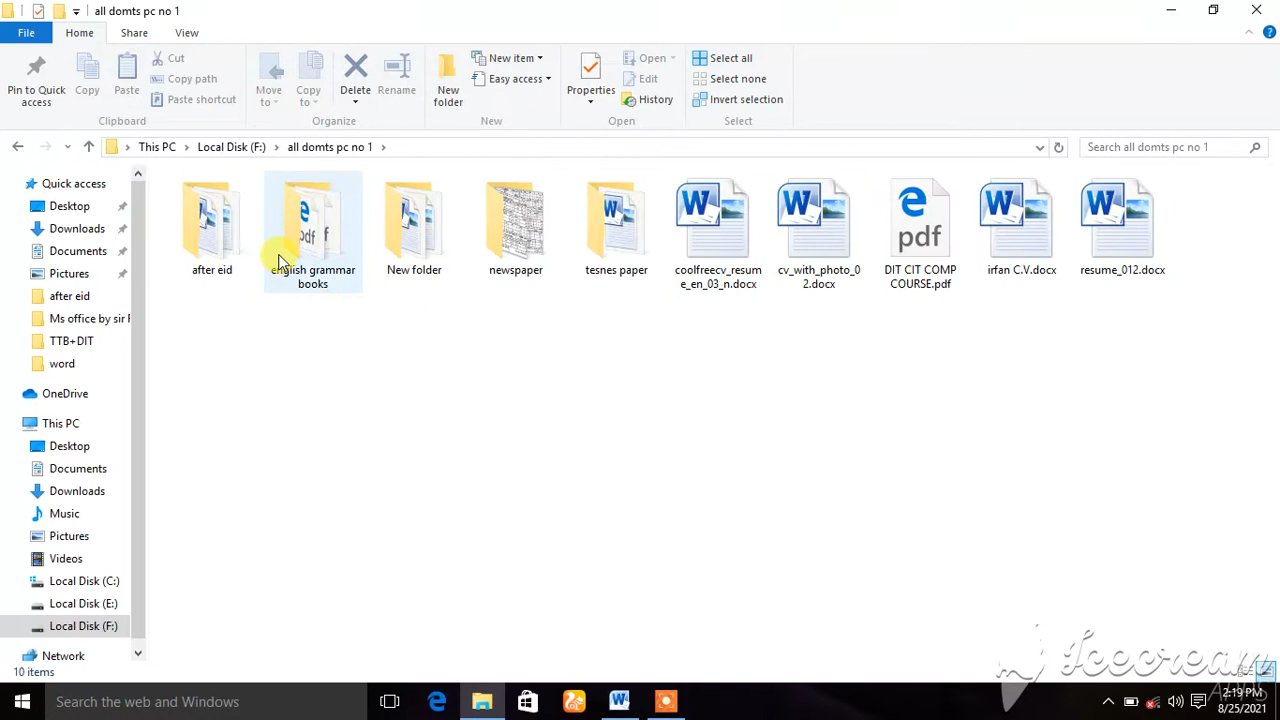 all domts pc no 1
File Home Share View
Pin to Quick access
Copy
Paste
Cut
Copy path
Paste shortcut
Clipboard
Move to
Copy to
Delete
Rename
Organize
New folder
New item
Easy access
New
Properties
Open
Edit
History
Open
Select all
Select none
Invert selection
Select
This PC Local Disk (F:) all domts pc no 1
Search all domts pc no 1
Quick access
Desktop
Downloads
Documents
Pictures
after eid
Ms office by sir
TTB+DIT
word
OneDrive
This PC
Desktop
Documents
Downloads
Music
Pictures
Videos
Local Disk (C:)
Local Disk (E:)
Local Disk (F:)
Network
after eid
english grammar
books
New folder
newspaper
tesnes paper
coolfreecv_resum
e_en_03_n.docx
cv_with_photo_0
2.docx
pdf
DIT CIT COMP
COURSE.pdf
irfan C.V.docx
resume_012.docx
10 items
Icecream
APPS
Search the web and Windows
2:19 PM
8/25/2021